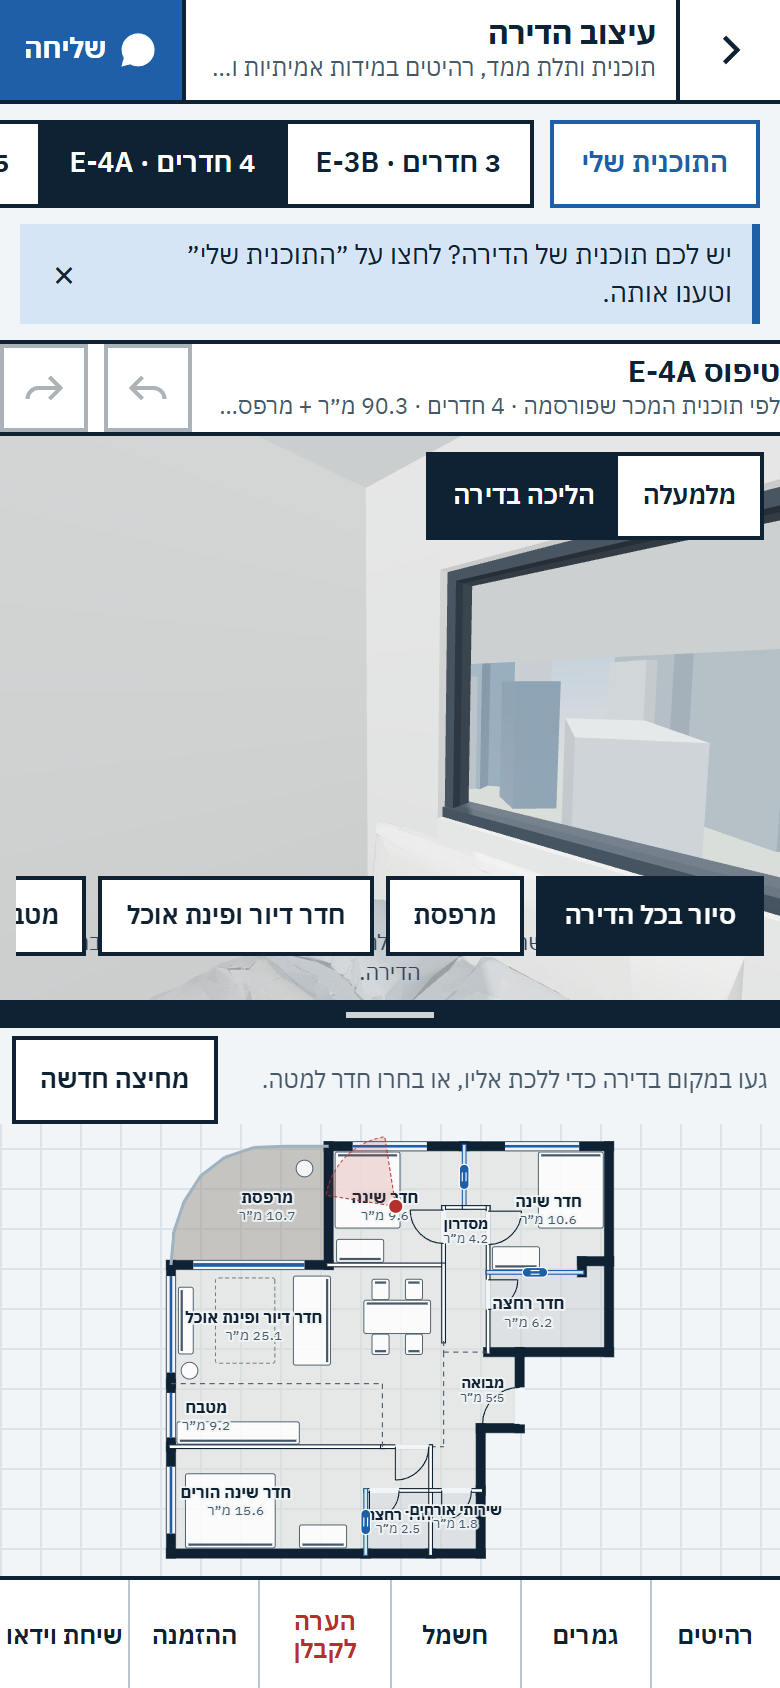 עיצוב הדירה
תוכנית ותלת ממד, רהיטים במידות אמיתיות ו...
שליחה
התוכנית שלי
3 חדרים · E-3B
4 חדרים · E-4A
5
יש לכם תוכנית של הדירה? לחצו על "התוכנית שלי"
וטענו אותה.
×
טיפוס E-4A
לפי תוכנית המכר שפורסמה · 4 חדרים · 90.3 מ"ר + מרפס...
מלמעלה
הליכה בדירה
סיור בכל הדירה
מרפסת
חדר דיור ופינת אוכל
מטב
הדירה.
געו במקום בדירה כדי ללכת אליו, או בחרו חדר למטה.
מחיצה חדשה
מרפסת
10.7 מ"ר
חדר שינה
9.6 מ"ר
חדר שינה
10.6 מ"ר
מסדרון
4.2 מ"ר
חדר רחצה
6.2 מ"ר
חדר דיור ופינת אוכל
25.1 מ"ר
מבואה
5.5 מ"ר
מטבח
9.2 מ"ר
חדר שינה הורים
15.6 מ"ר
רחצה
2.5 מ"ר
שירותי אורחים
1.8 מ"ר
רהיטים
גמרים
חשמל
הערה
לקבלן
ההזמנה
שיחת וידאו